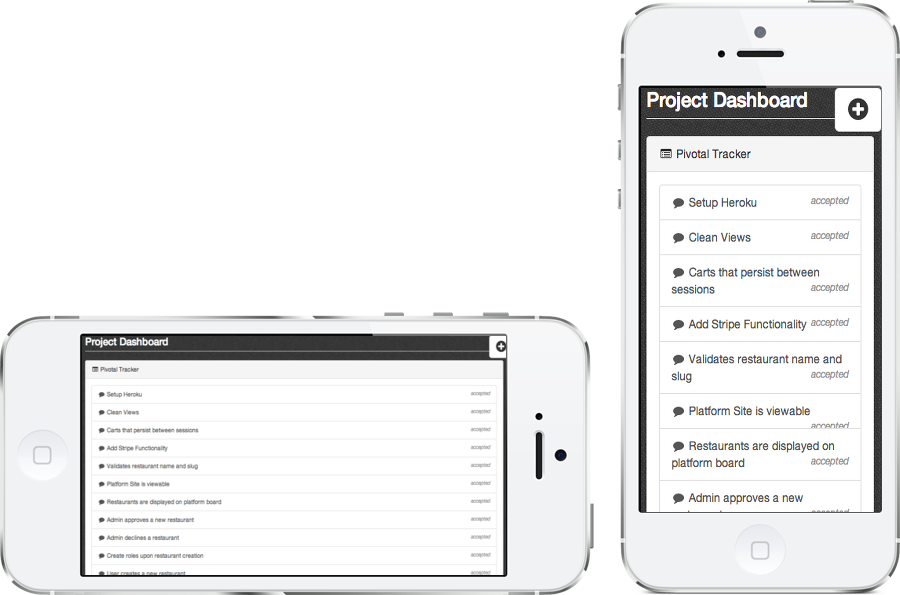 Project Dashboard
Pivotal Tracker
Setup Heroku accepted
Clean Views accepted
Carts that persist between sessions accepted
Add Stripe Functionality accepted
Validates restaurant name and slug accepted
Platform Site is viewable accepted
Restaurants are displayed on platform board accepted
Admin approves a new restaurant accepted
Admin declines a restaurant accepted
Create roles upon restaurant creation accepted
User creates a new restaurant accepted
Project Dashboard
Pivotal Tracker
Setup Heroku accepted
Clean Views accepted
Carts that persist between
sessions accepted
Add Stripe Functionality accepted
Validates restaurant name and
slug accepted
Platform Site is viewable
accepted
Restaurants are displayed on
platform board accepted
Admin approves a new
accepted